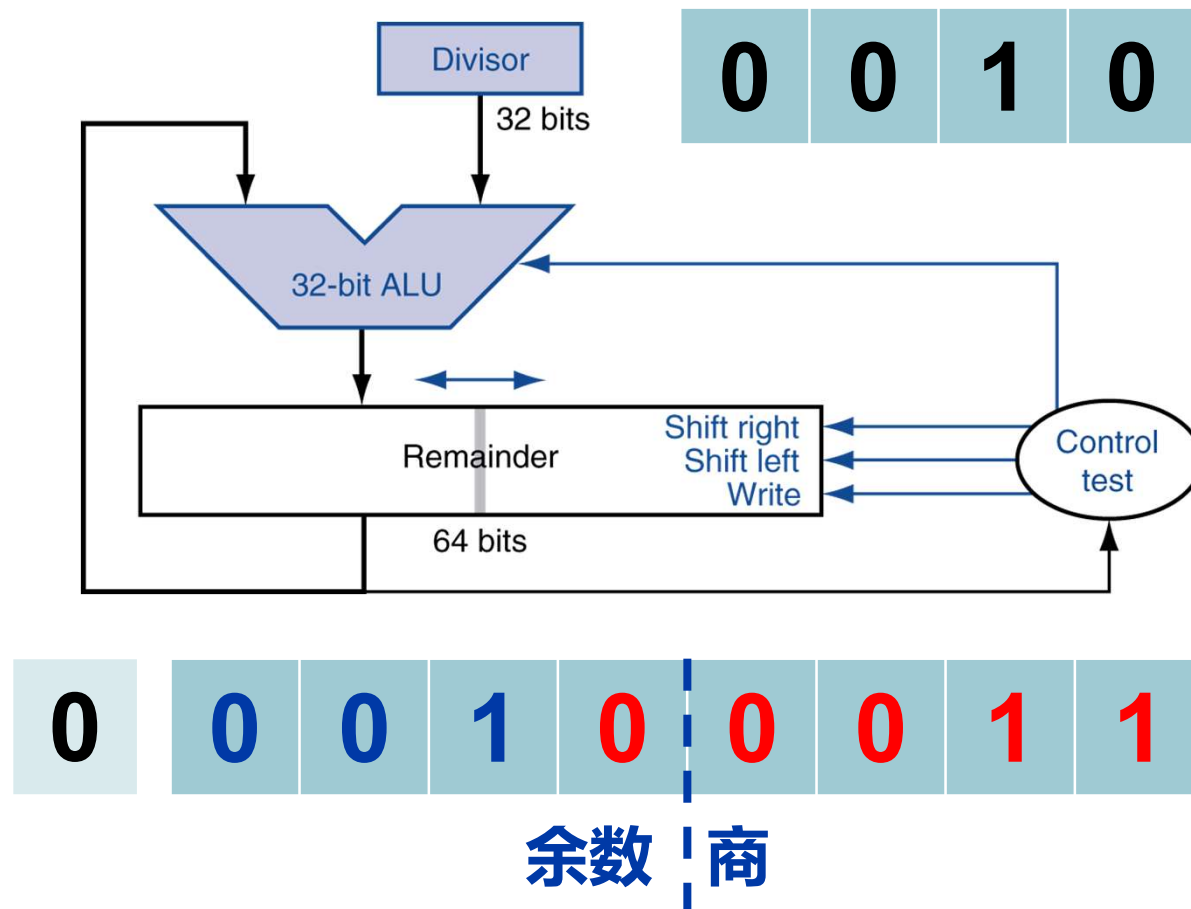 Divisor
0 0 1 0
32 bits
32-bit ALU
Remainder
Shift right
Shift left
Write
Control
test
64 bits
0 0 0 1 0 0 0 1 1
余数 商